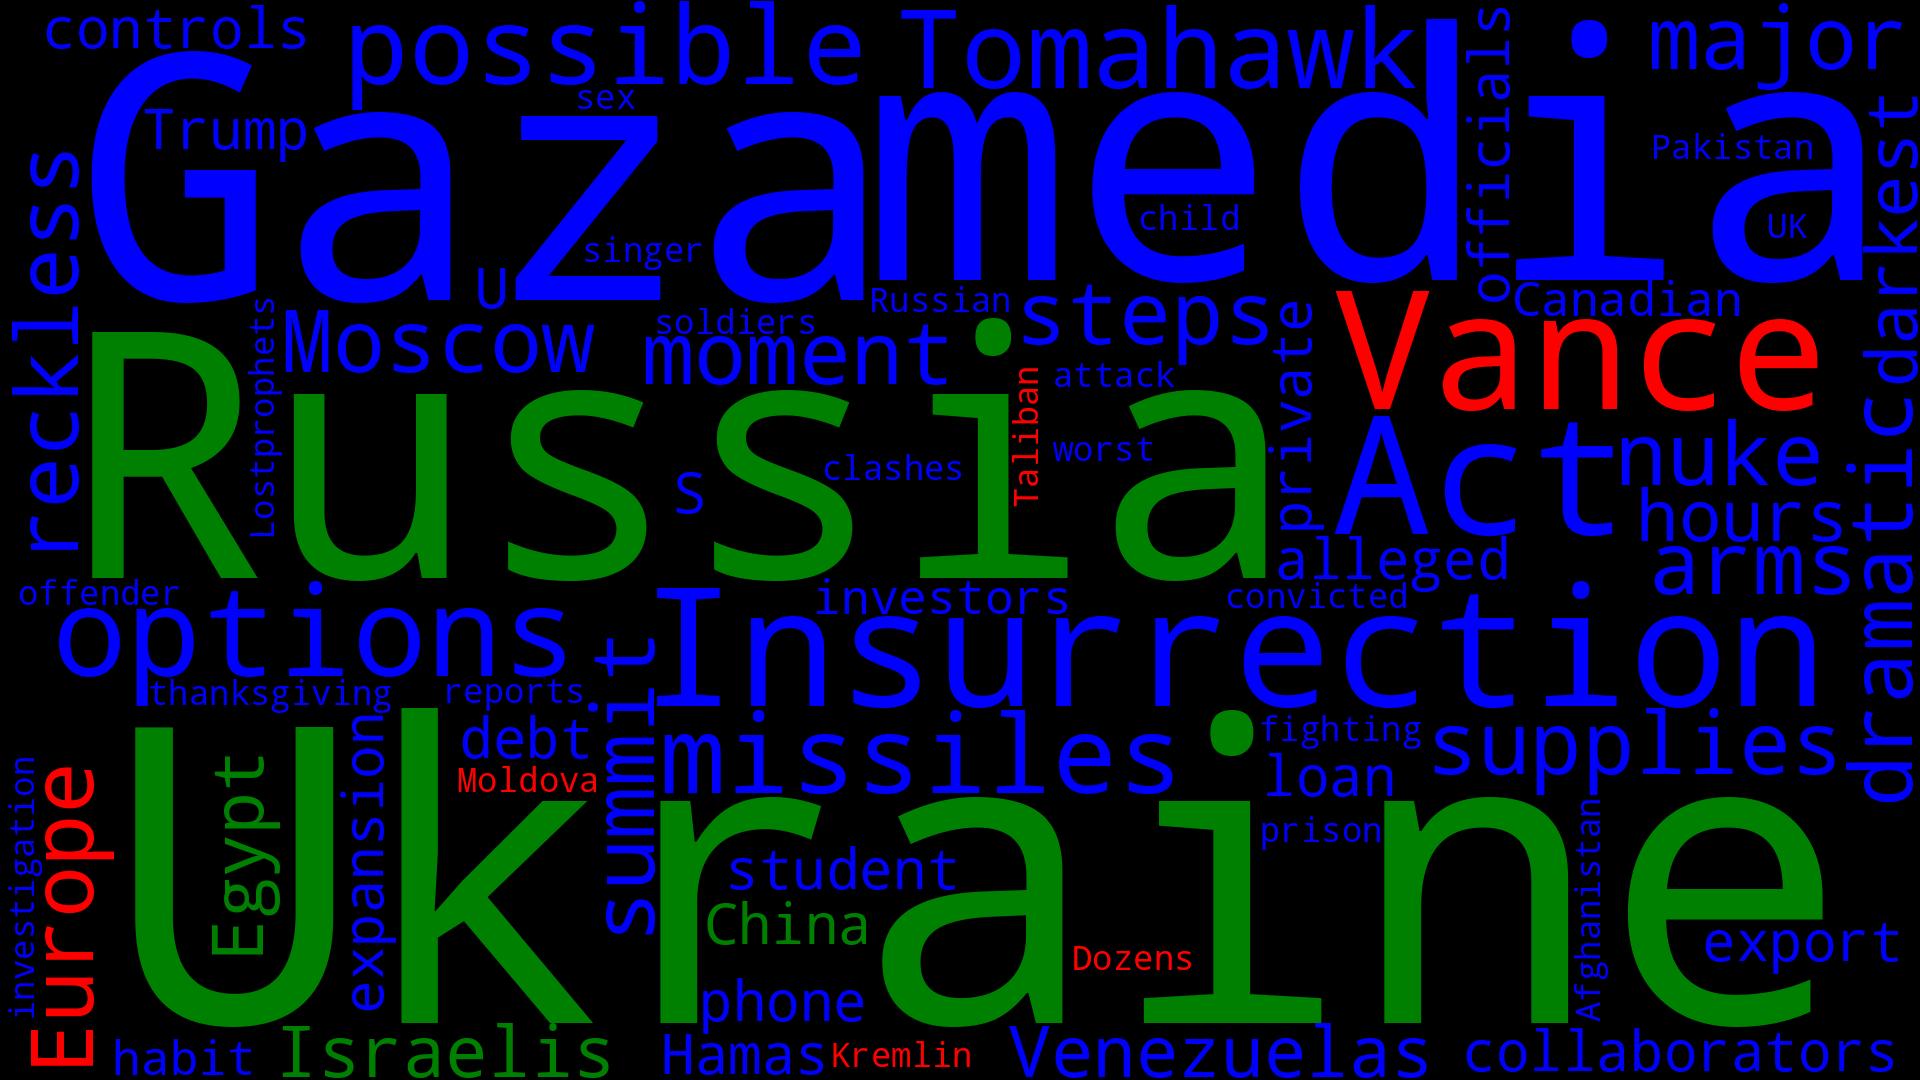 controls
possible
Tomahawk
officials
major
Gaza
media
Trump
sex
Pakistan
darkest
reckless
singer
child
UK
U
Lostprophets
Moscow
soldiers
Russian
moment
steps
Canadian
Vance
private
Russia
attack
Taliban
worst
clashes
S
Act
nuke
hours
alleged
arms
dramatic
offender
options
investors
convicted
Insurrection
thanksgiving
reports
summit
debt
Moldova
missiles
fighting
supplies
loan
investigation
Europe
Ukraine
Egypt
expansion
prison
student
China
Dozens
Afghanistan
export
phone
habit
Israelis
Hamas
Kremlin
Venezuelas
collaborators